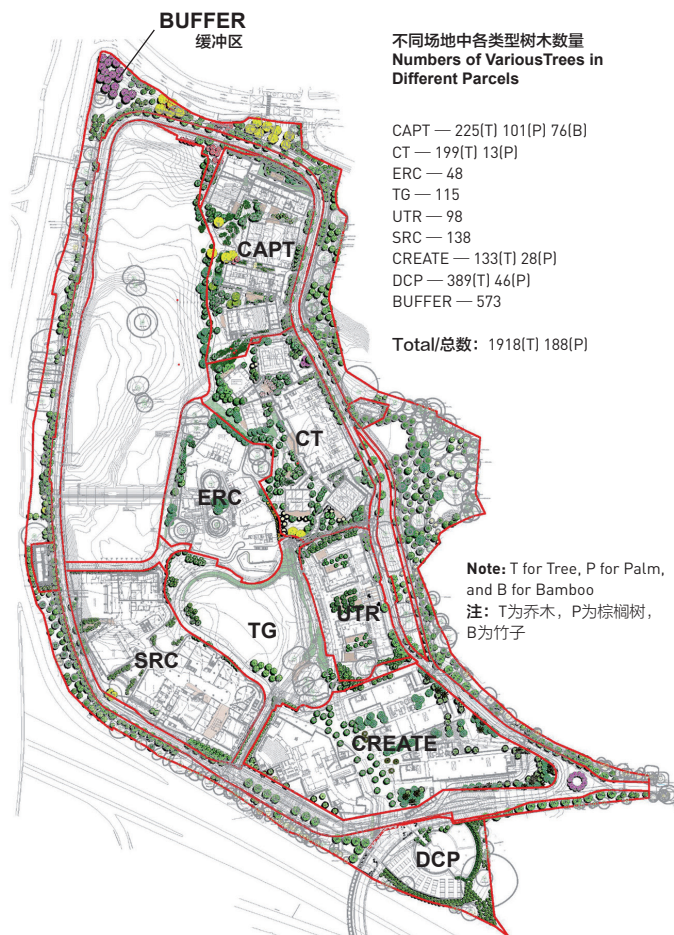 BUFFER
缓冲区
不同场地中各类型树木数量
Numbers of VariousTrees in
Different Parcels
CAPT — 225(T) 101(P) 76(B)
CT — 199(T) 13(P)
ERC — 48
TG — 115
UTR — 98
SRC — 138
CREATE — 133(T) 28(P)
DCP — 389(T) 46(P)
BUFFER — 573
Total/总数：1918(T) 188(P)
CAPT
CT
ERC
Note: T for Tree, P for Palm,
and B for Bamboo
注：T为乔木，P为棕榈树，
B为竹子
UTR
TG
SRC
CREATE
DCP